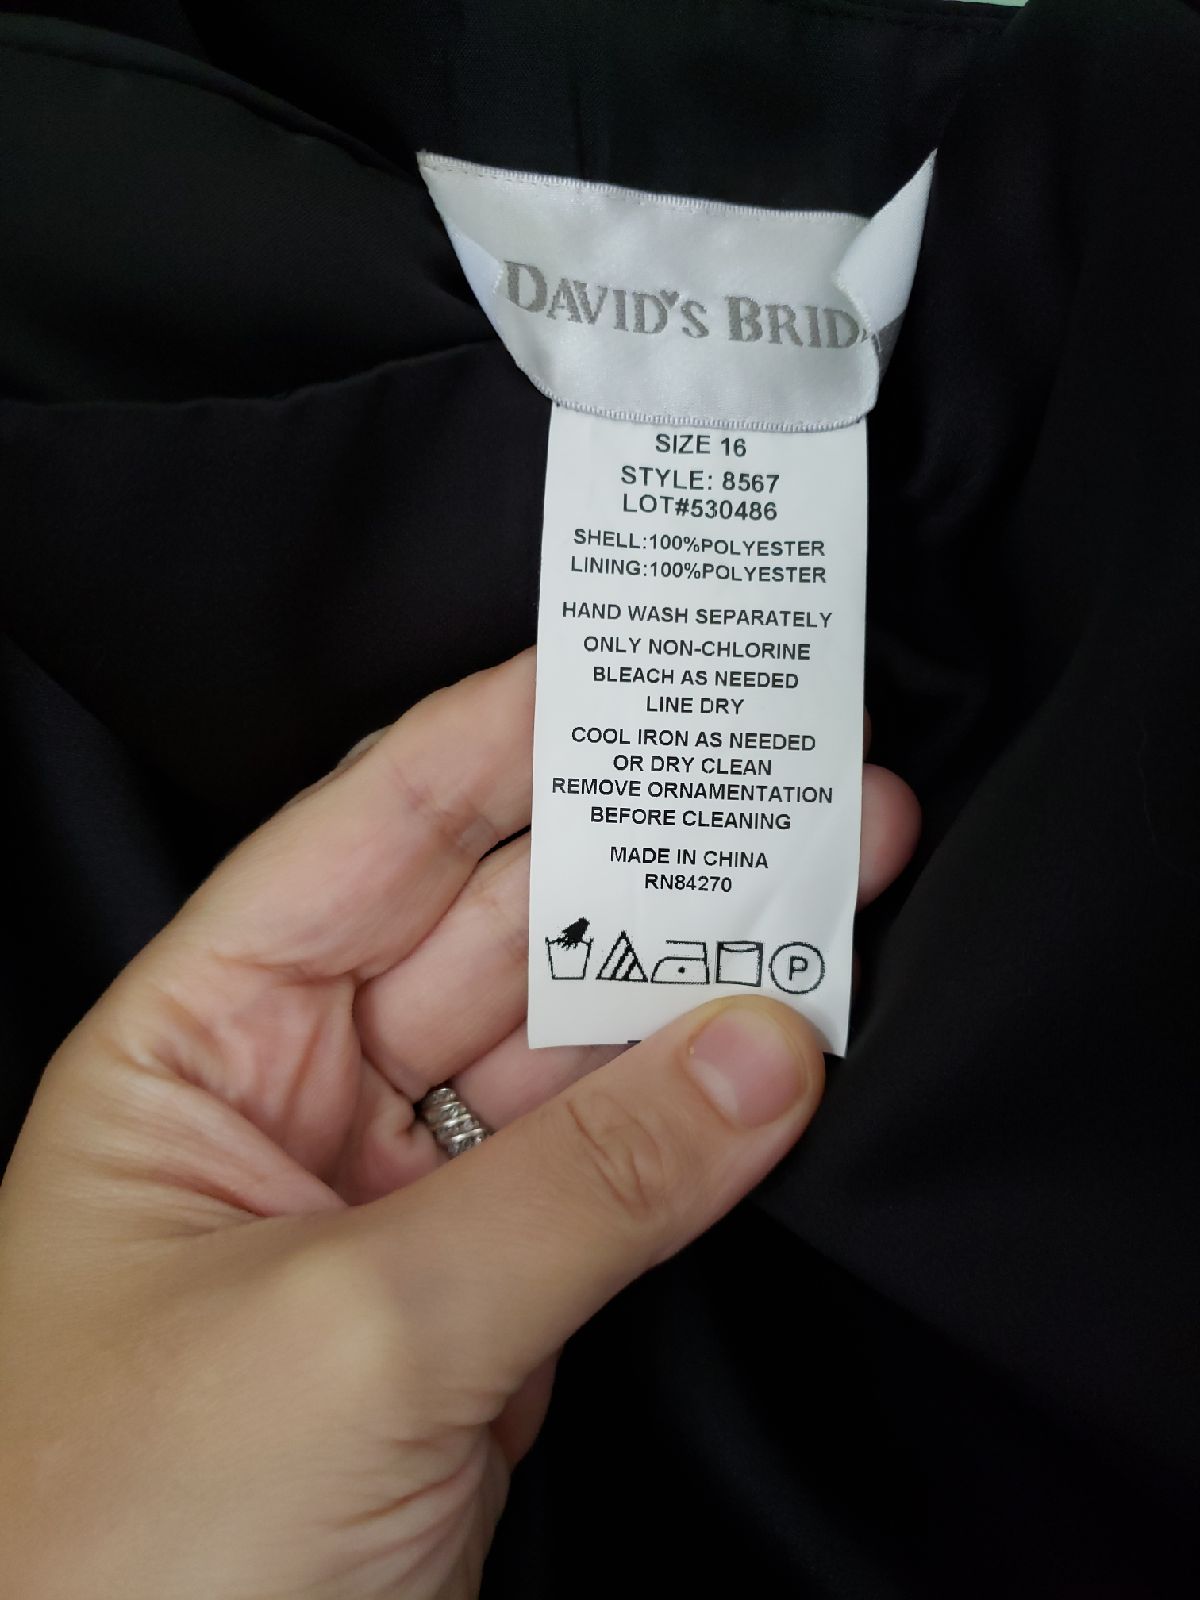 DAVID'S BRID
SIZE 16
STYLE: 8567
LOT#530486
SHELL:100%POLYESTER
LINING:100%POLYESTER
HAND WASH SEPARATELY
ONLY NON-CHLORINE
BLEACH AS NEEDED
LINE DRY
COOL IRON AS NEEDED
OR DRY CLEAN
REMOVE ORNAMENTATION
BEFORE CLEANING
MADE IN CHINA
RN84270
P